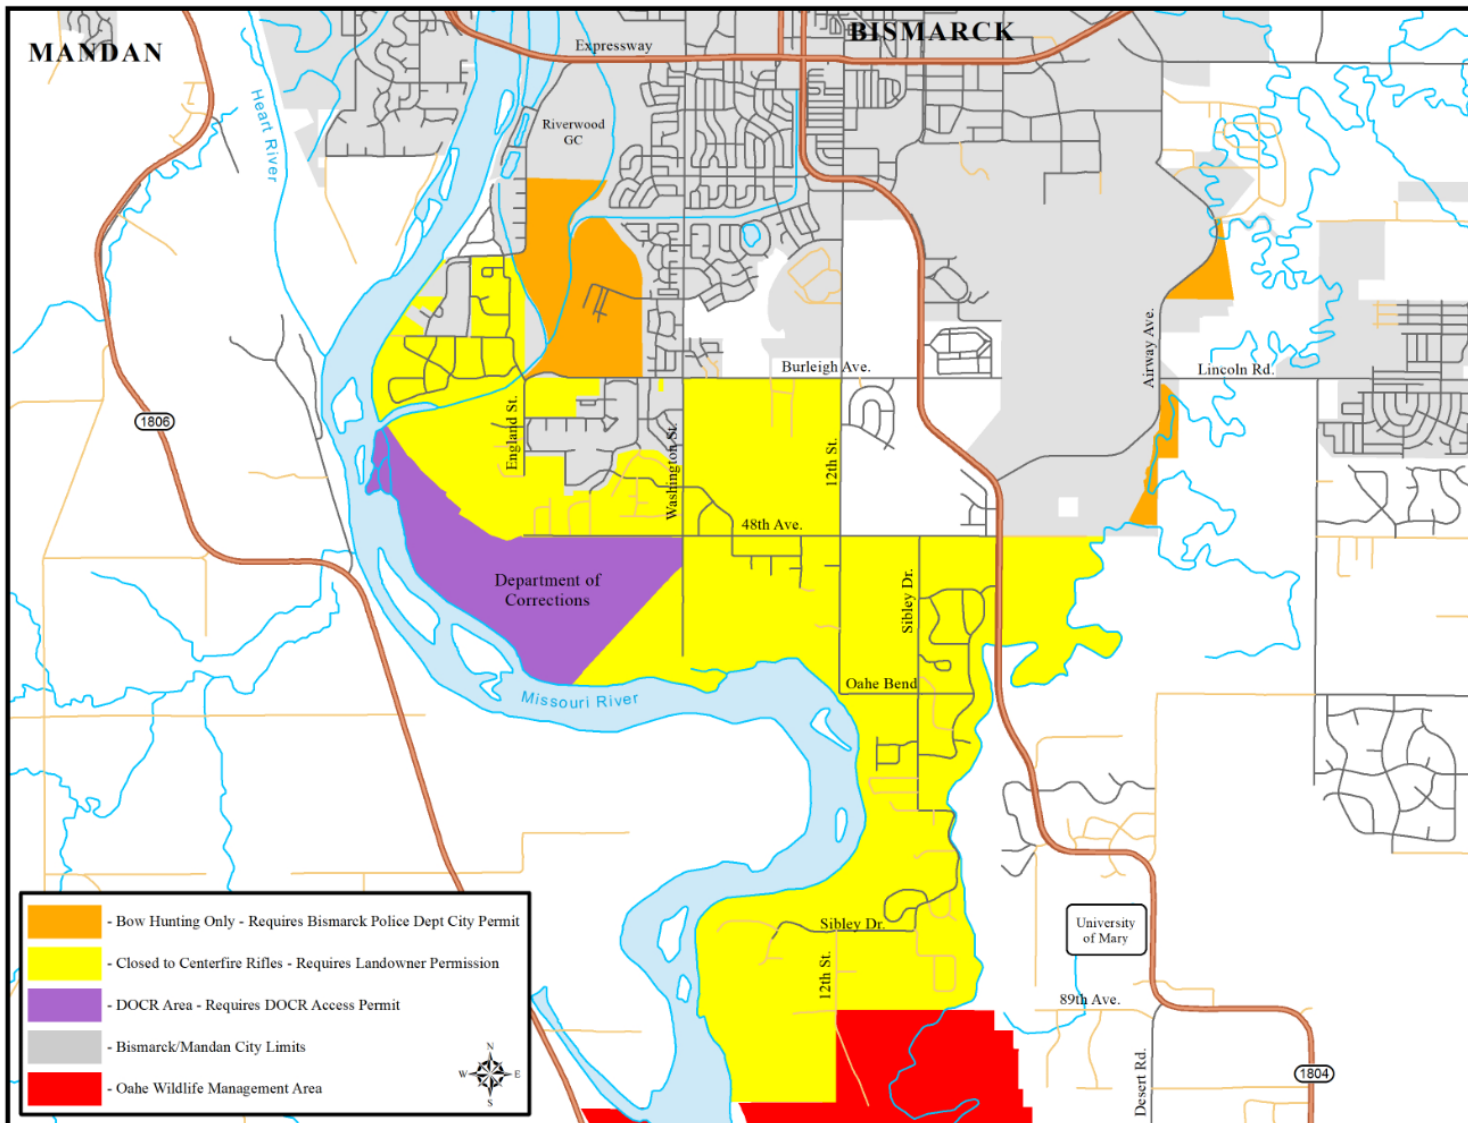 MANDAN
BISMARCK
Expressway
Heart River
Riverwood
GC
Airway Ave.
Burleigh Ave.
Lincoln Rd.
1806
England St.
Washington St.
12th St.
48th Ave.
Department of
Corrections
Sibley Dr.
Oahe Bend
Missouri River
Sibley Dr.
University
of Mary
12th St.
89th Ave.
1804
Desert Rd.
- Bow Hunting Only - Requires Bismarck Police Dept City Permit
- Closed to Centerfire Rifles - Requires Landowner Permission
- DOCR Area - Requires DOCR Access Permit
- Bismarck/Mandan City Limits
- Oahe Wildlife Management Area
N
W
E
S